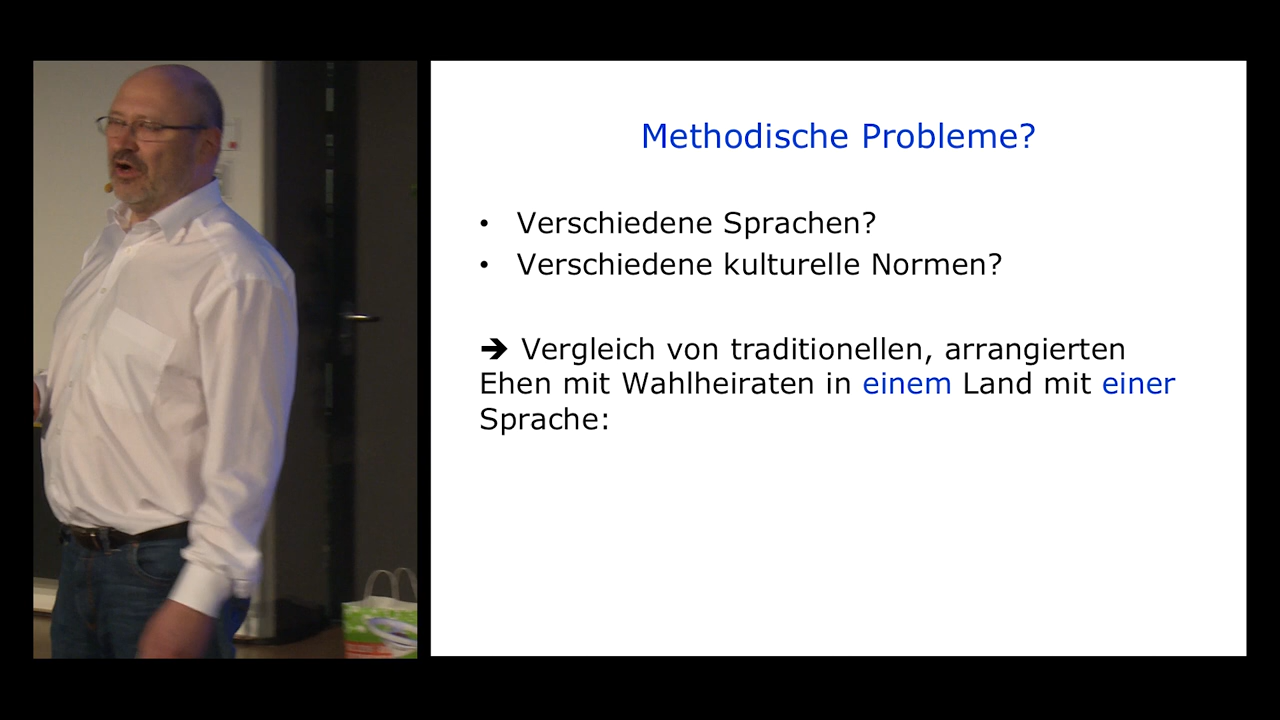 Methodische Probleme?
• Verschiedene Sprachen?
• Verschiedene kulturelle Normen?
➔ Vergleich von traditionellen, arrangierten
Ehen mit Wahlheiraten in einem Land mit einer
Sprache: